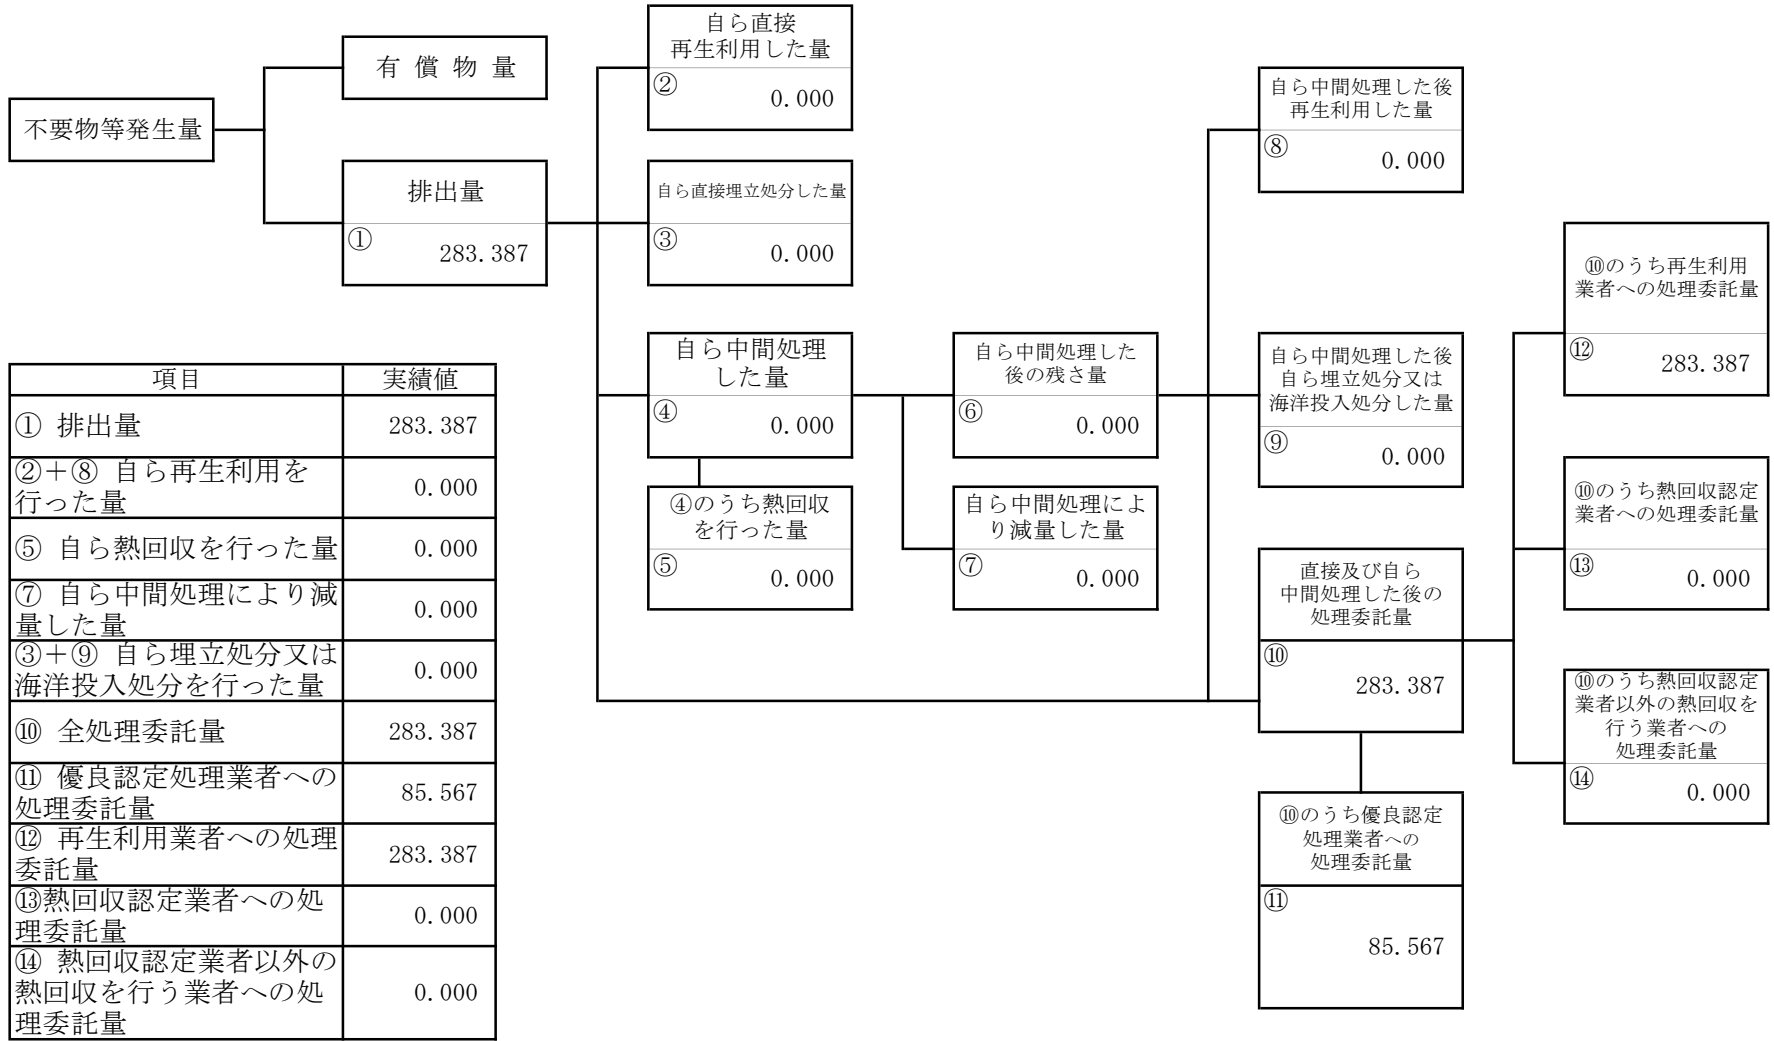 不要物等発生量
有 償 物 量
排出量
① 283.387
自ら直接
再生利用した量
② 0.000
自ら直接埋立処分した量
③ 0.000
自ら中間処理
した量
④ 0.000
④のうち熱回収
を行った量
⑤ 0.000
自ら中間処理した
後の残さ量
⑥ 0.000
自ら中間処理によ
り減量した量
⑦ 0.000
自ら中間処理した後
再生利用した量
⑧ 0.000
自ら中間処理した後
自ら埋立処分又は
海洋投入処分した量
⑨ 0.000
直接及び自ら
中間処理した後の
処理委託量
⑩
283.387
⑩のうち優良認定
処理業者への
処理委託量
⑪
85.567
⑩のうち再生利用
業者への処理委託量
⑫ 283.387
⑩のうち熱回収認定
業者への処理委託量
⑬ 0.000
⑩のうち熱回収認定
業者以外の熱回収を
行う業者への
処理委託量
⑭ 0.000
項目 実績値
① 排出量 283.387
②＋⑧ 自ら再生利用を
行った量 0.000
⑤ 自ら熱回収を行った量 0.000
⑦ 自ら中間処理により減
量した量 0.000
③＋⑨ 自ら埋立処分又は
海洋投入処分を行った量 0.000
⑩ 全処理委託量 283.387
⑪ 優良認定処理業者への
処理委託量 85.567
⑫ 再生利用業者への処理
委託量 283.387
⑬熱回収認定業者への処
理委託量 0.000
⑭ 熱回収認定業者以外の
熱回収を行う業者への処
理委託量 0.000